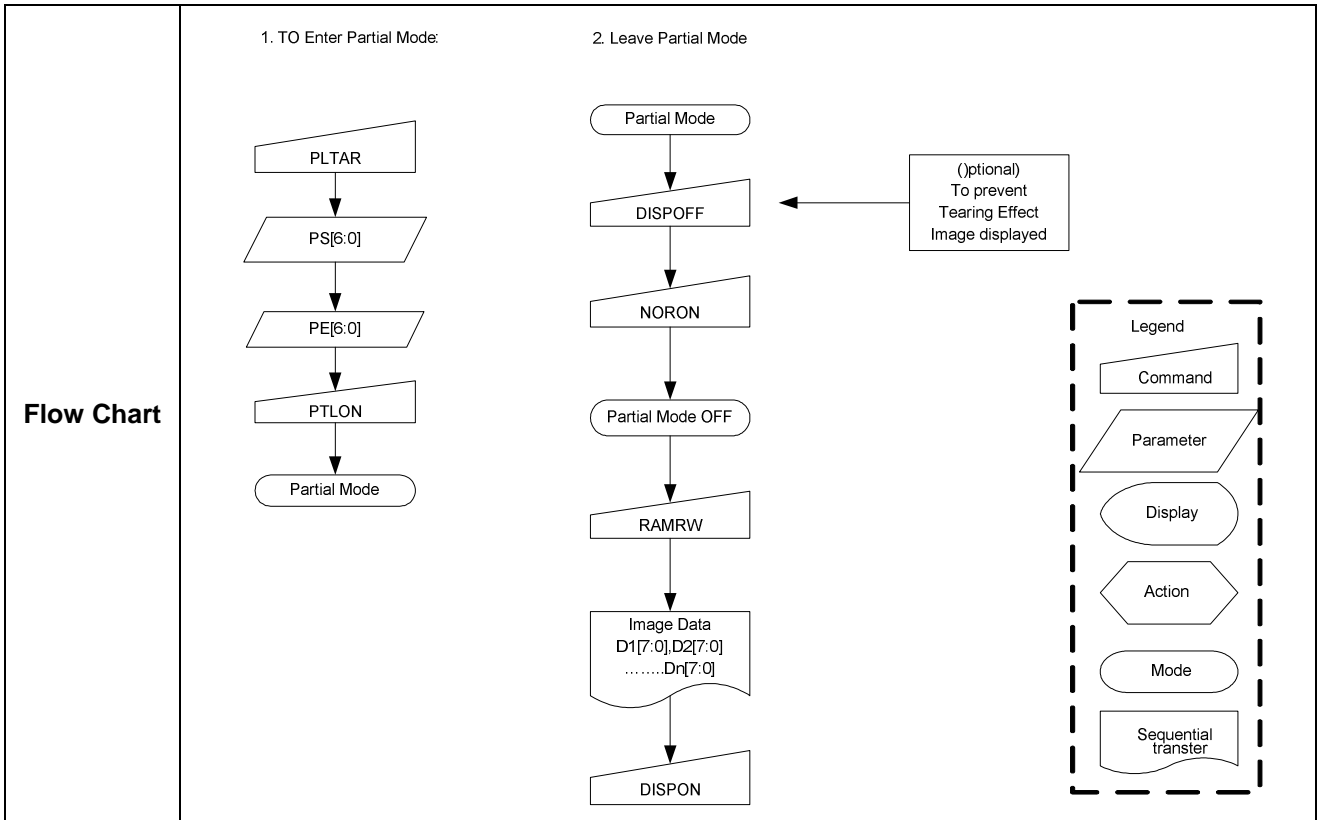 Flow Chart
1. TO Enter Partial Mode:
PLTAR
PS[6:0]
PE[6:0]
PTLON
Partial Mode
2. Leave Partial Mode
Partial Mode
DISPOFF
NORON
Partial Mode OFF
RAMRW
Image Data
D1[7:0],D2[7:0]
........Dn[7:0]
DISPON
()ptional)
To prevent
Tearing Effect
Image displayed
Legend
Command
Parameter
Display
Action
Mode
Sequential
transter